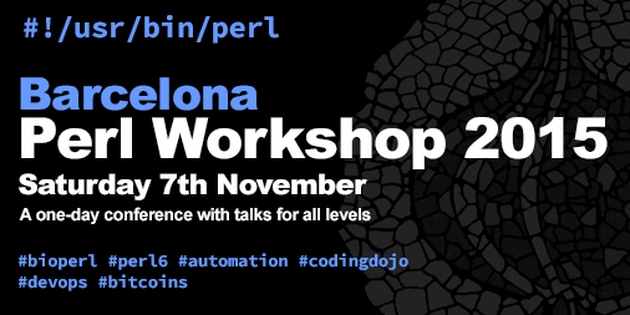 #!/usr/bin/perl
Barcelona
Perl Workshop 2015
Saturday 7th November
A one-day conference with talks for all levels
#bioperl #perl6 #automation #codingdojo
#devops #bitcoins